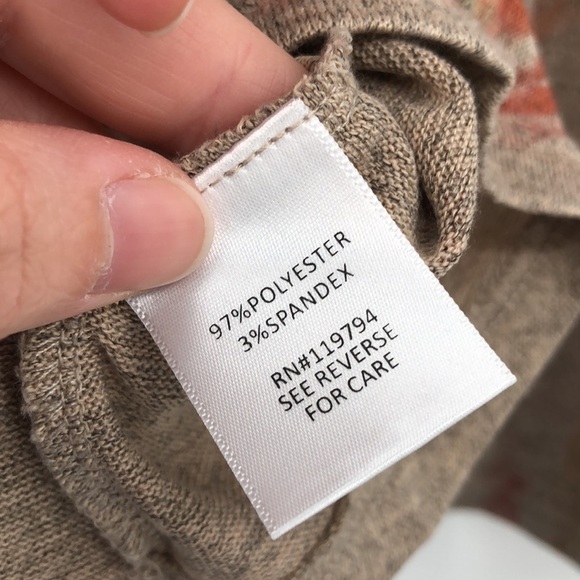 97%POLYESTER
3%SPANDEX
RN#119794
SEE REVERSE
FOR CARE